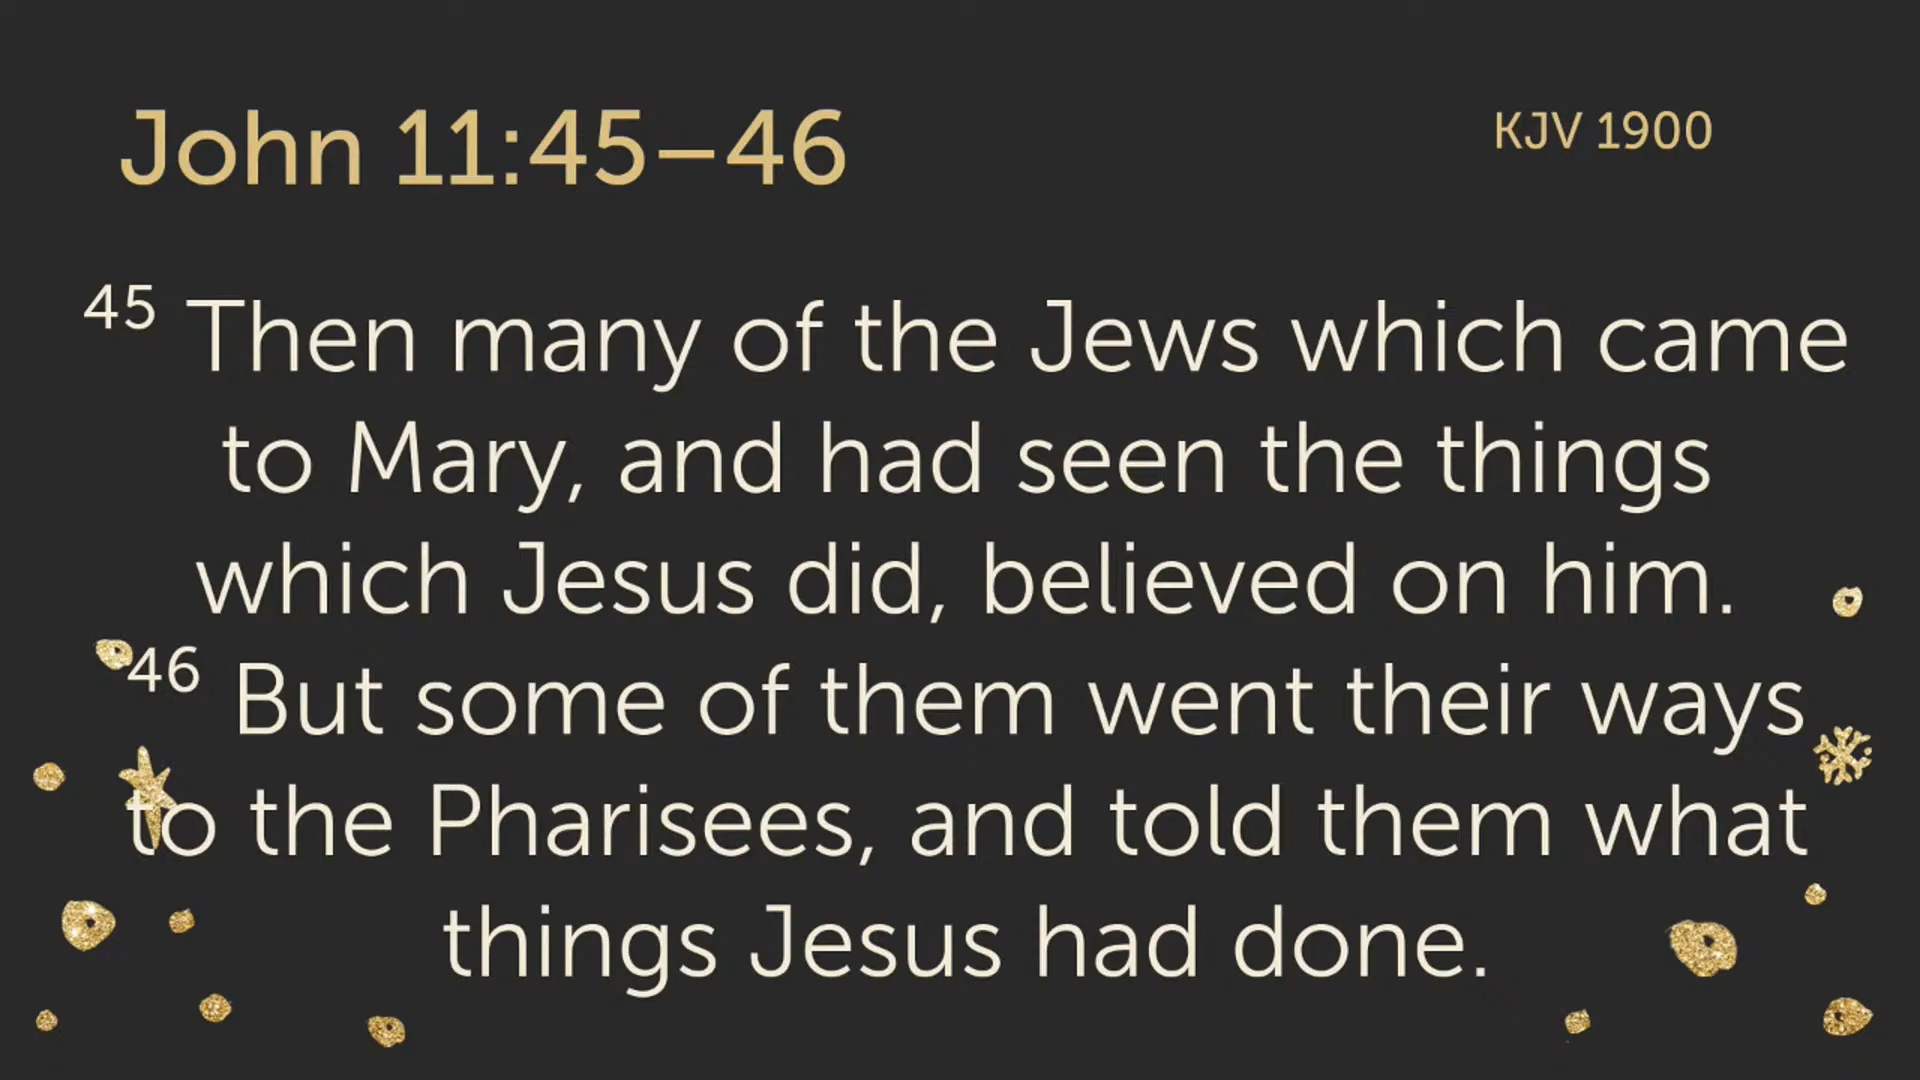 John 11:45–46
KJV 1900
45 Then many of the Jews which came
to Mary, and had seen the things
which Jesus did, believed on him.
46 But some of them went their ways
to the Pharisees, and told them what
things Jesus had done.